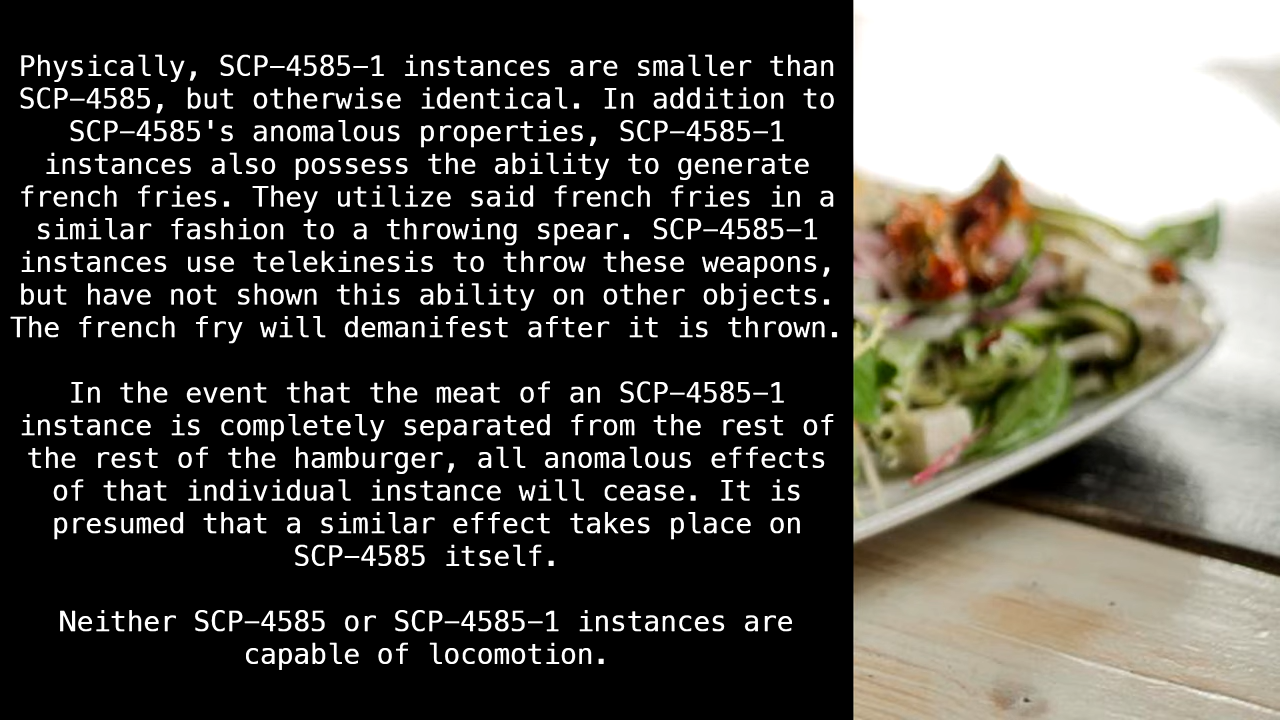 Physically, SCP-4585-1 instances are smaller than
SCP-4585, but otherwise identical. In addition to
SCP-4585's anomalous properties, SCP-4585-1
instances also possess the ability to generate
french fries. They utilize said french fries in a
similar fashion to a throwing spear. SCP-4585-1
instances use telekinesis to throw these weapons,
but have not shown this ability on other objects.
The french fry will demanifest after it is thrown.
In the event that the meat of an SCP-4585-1
instance is completely separated from the rest of
the rest of the hamburger, all anomalous effects
of that individual instance will cease. It is
presumed that a similar effect takes place on
SCP-4585 itself.
Neither SCP-4585 or SCP-4585-1 instances are
capable of locomotion.